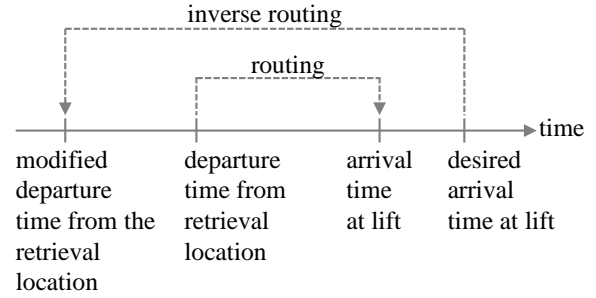 inverse routing
routing
time
modified
departure
time from the
retrieval
location
departure
time from
retrieval
location
arrival
time
at lift
desired
arrival
time at lift